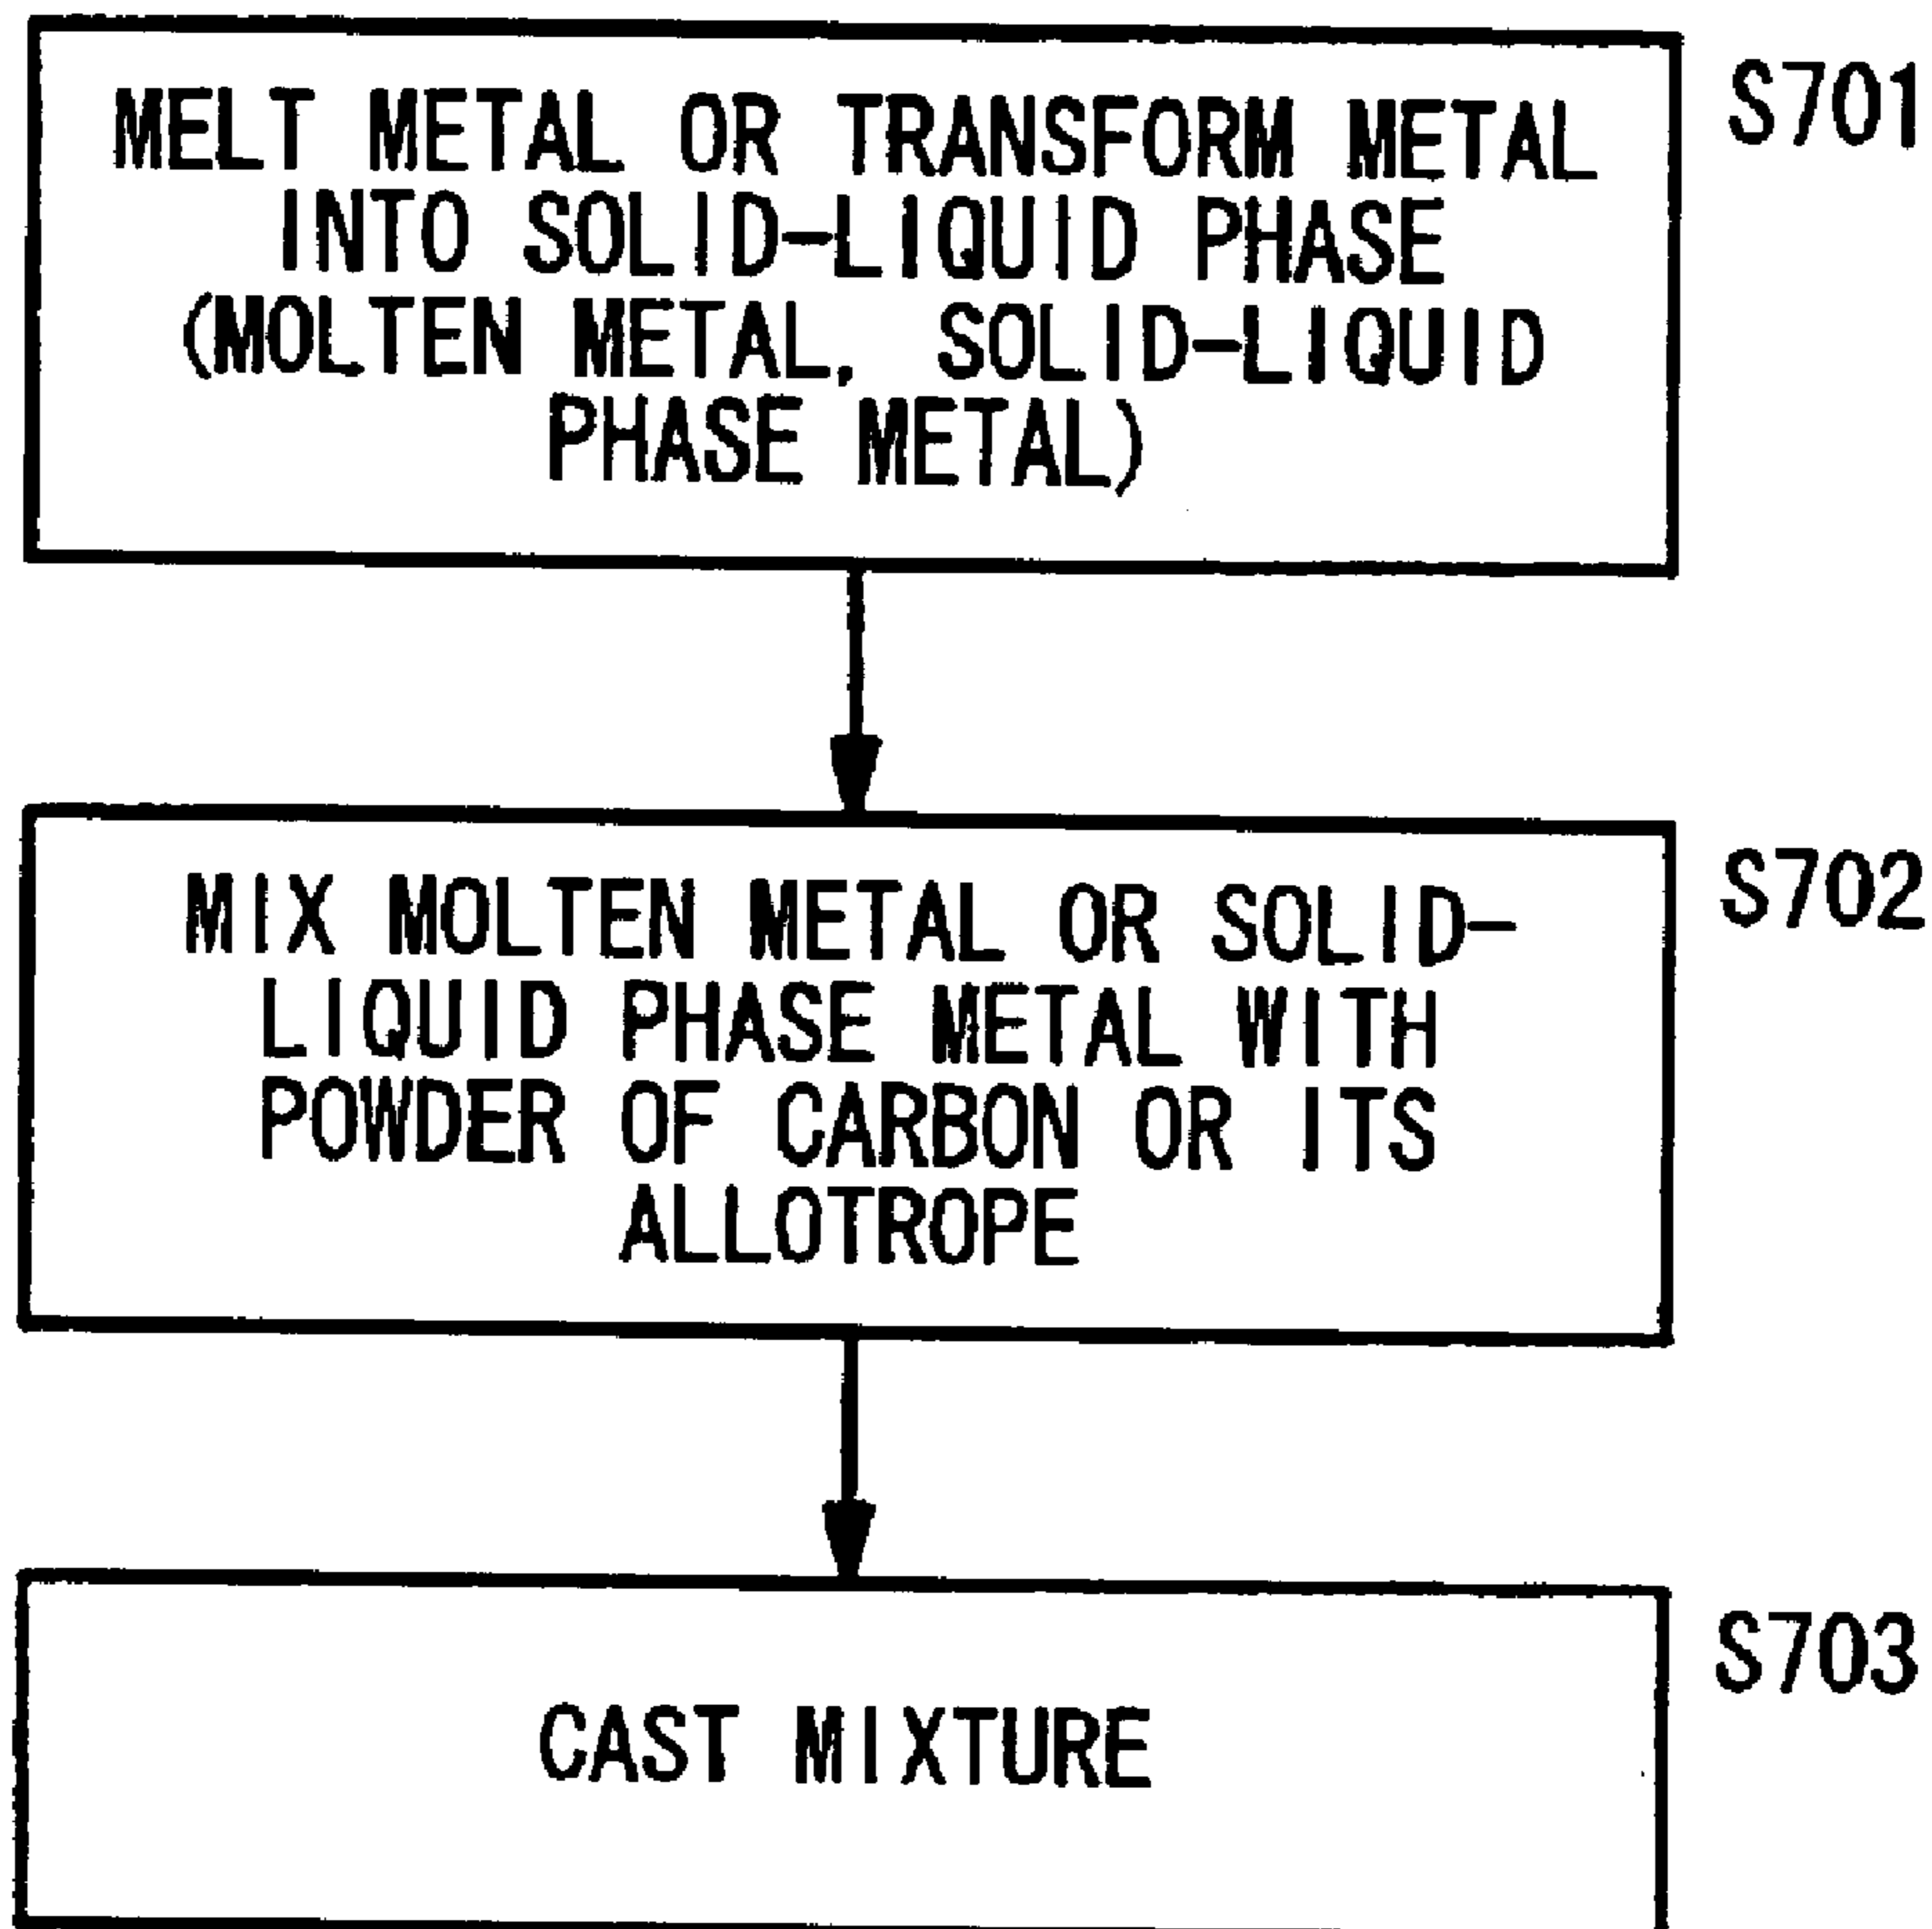 MELT METAL OR TRANSFORM METAL
INTO SOLID-LIQUID PHASE
(MOLTEN METAL, SOLID-LIQUID
PHASE METAL)
S701
MIX MOLTEN METAL OR SOLID-
LIQUID PHASE METAL WITH
POWDER OF CARBON OR ITS
ALLOTROPE
S702
CAST MIXTURE
S703